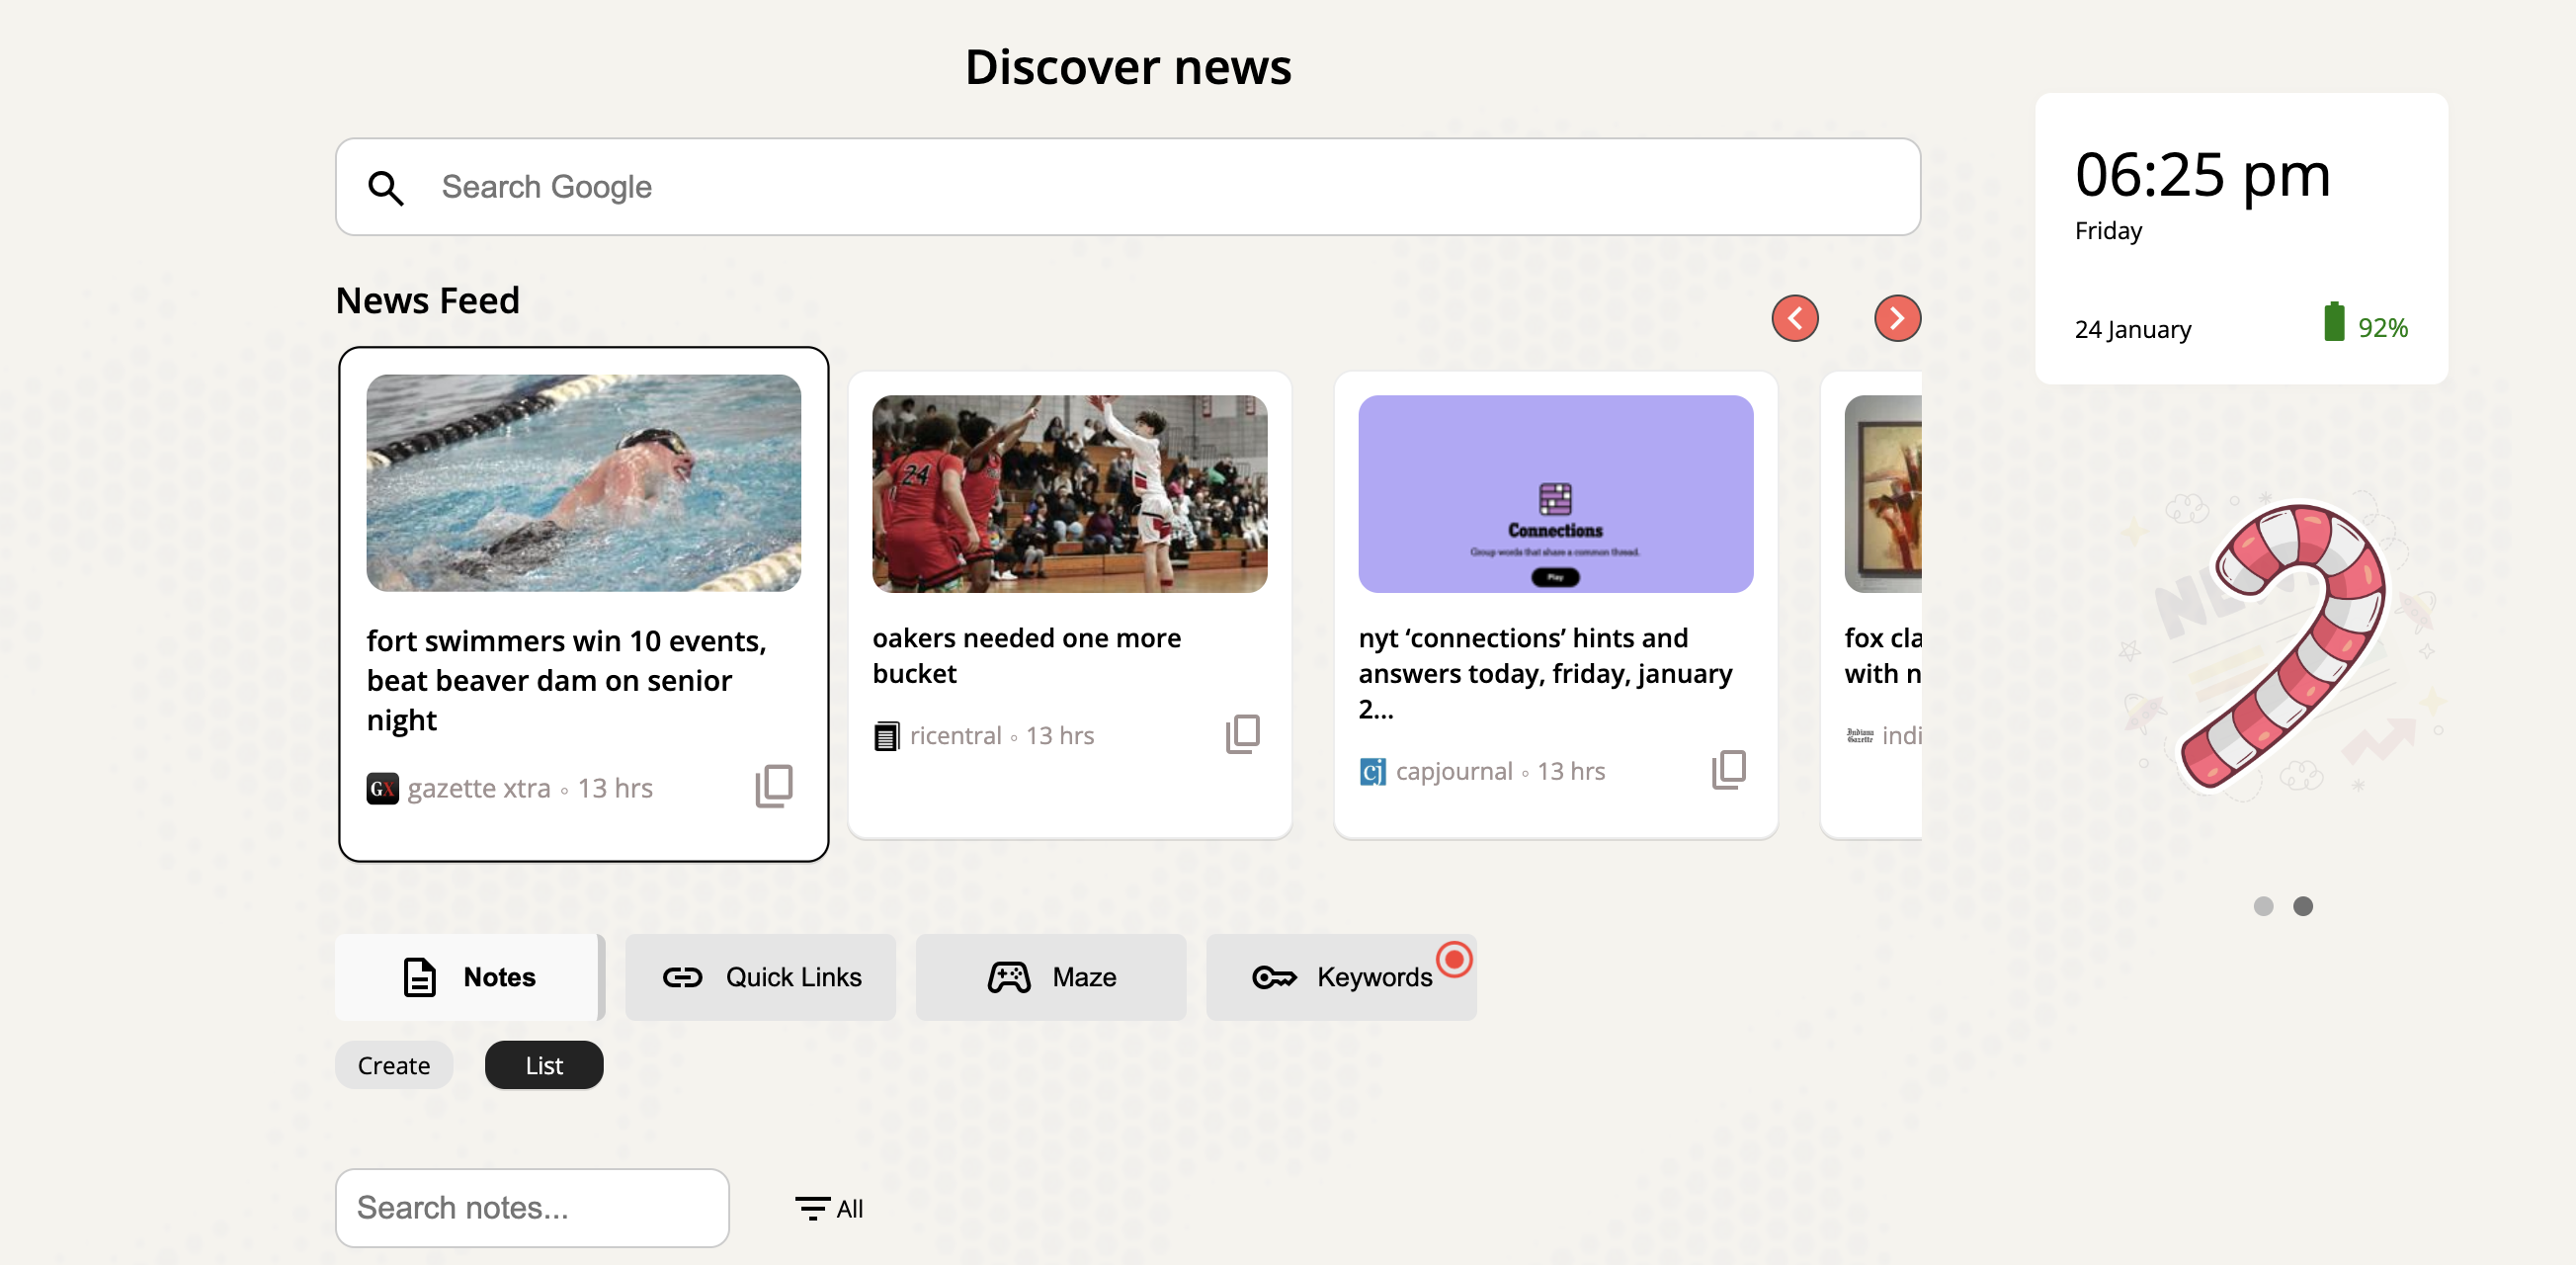 Discover news
Search Google
06:25 pm
Friday
24 January
92%
News Feed
24
Connections
Group words that share a common thread.
Play
fort swimmers win 10 events,
beat beaver dam on senior
night
GX gazette xtra ◦ 13 hrs
oakers needed one more
bucket
ricentral ◦ 13 hrs
nyt ‘connections’ hints and
answers today, friday, january
2...
cj capjournal ◦ 13 hrs
fox cla
with n
Indiana
Gazette
indi
Notes
Quick Links
Maze
Keywords
Create
List
Search notes...
All